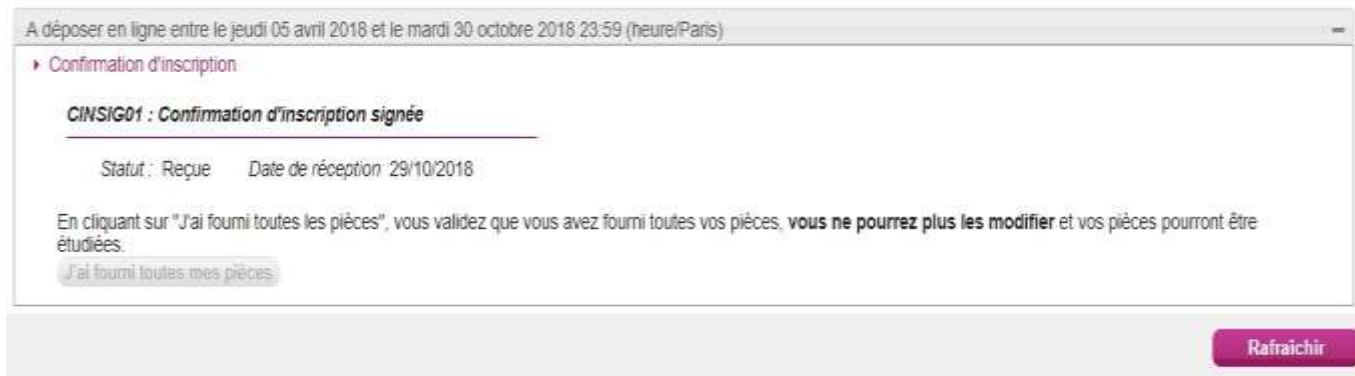 A déposer en ligne entre le jeudi 05 avril 2018 et le mardi 30 octobre 2018 23:59 (heure/Paris)
Confirmation d'inscription
CINSIG01 : Confirmation d'inscription signée
Statut : Reçue Date de réception 29/10/2018
En cliquant sur "J'ai fourni toutes les pièces", vous validez que vous avez fourni toutes vos pièces, vous ne pourrez plus les modifier et vos pièces pourront être
étudiées.
J'ai fourni toutes mes pièces
Rafraichir